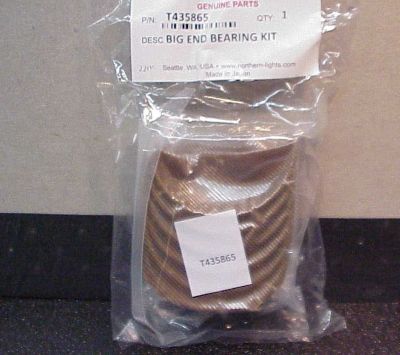 GENUINE PARTS
P/N: T435865 QTY: 1
DESC BIG END BEARING KIT
Seattle, WA, USA • www.northern-lights.com
Made in Japan
T435865